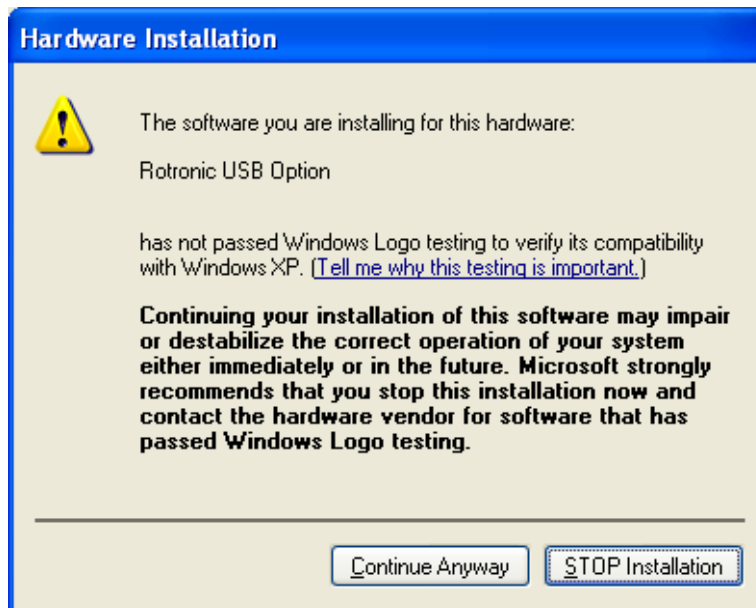 Hardware Installation
The software you are installing for this hardware:
Rotronic USB Option
has not passed Windows Logo testing to verify its compatibility
with Windows XP. (Tell me why this testing is important.)
Continuing your installation of this software may impair
or destabilize the correct operation of your system
either immediately or in the future. Microsoft strongly
recommends that you stop this installation now and
contact the hardware vendor for software that has
passed Windows Logo testing.
Continue Anyway STOP Installation